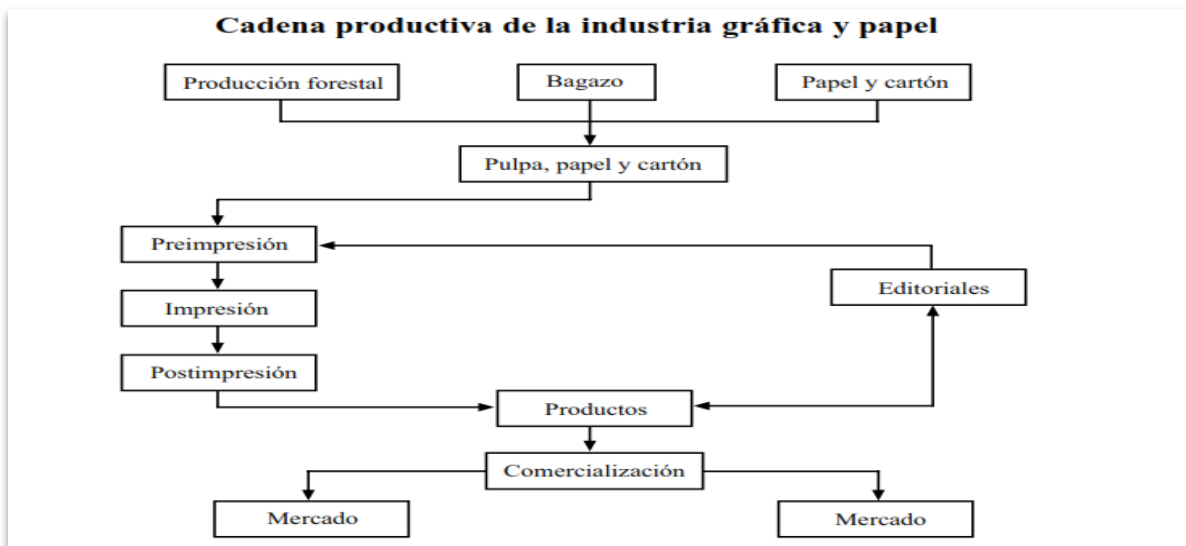 Cadena productiva de la industria gráfica y papel
Producción forestal
Bagazo
Papel y cartón
Pulpa, papel y cartón
Preimpresión
Editoriales
Impresión
Postimpresión
Productos
Comercialización
Mercado
Mercado